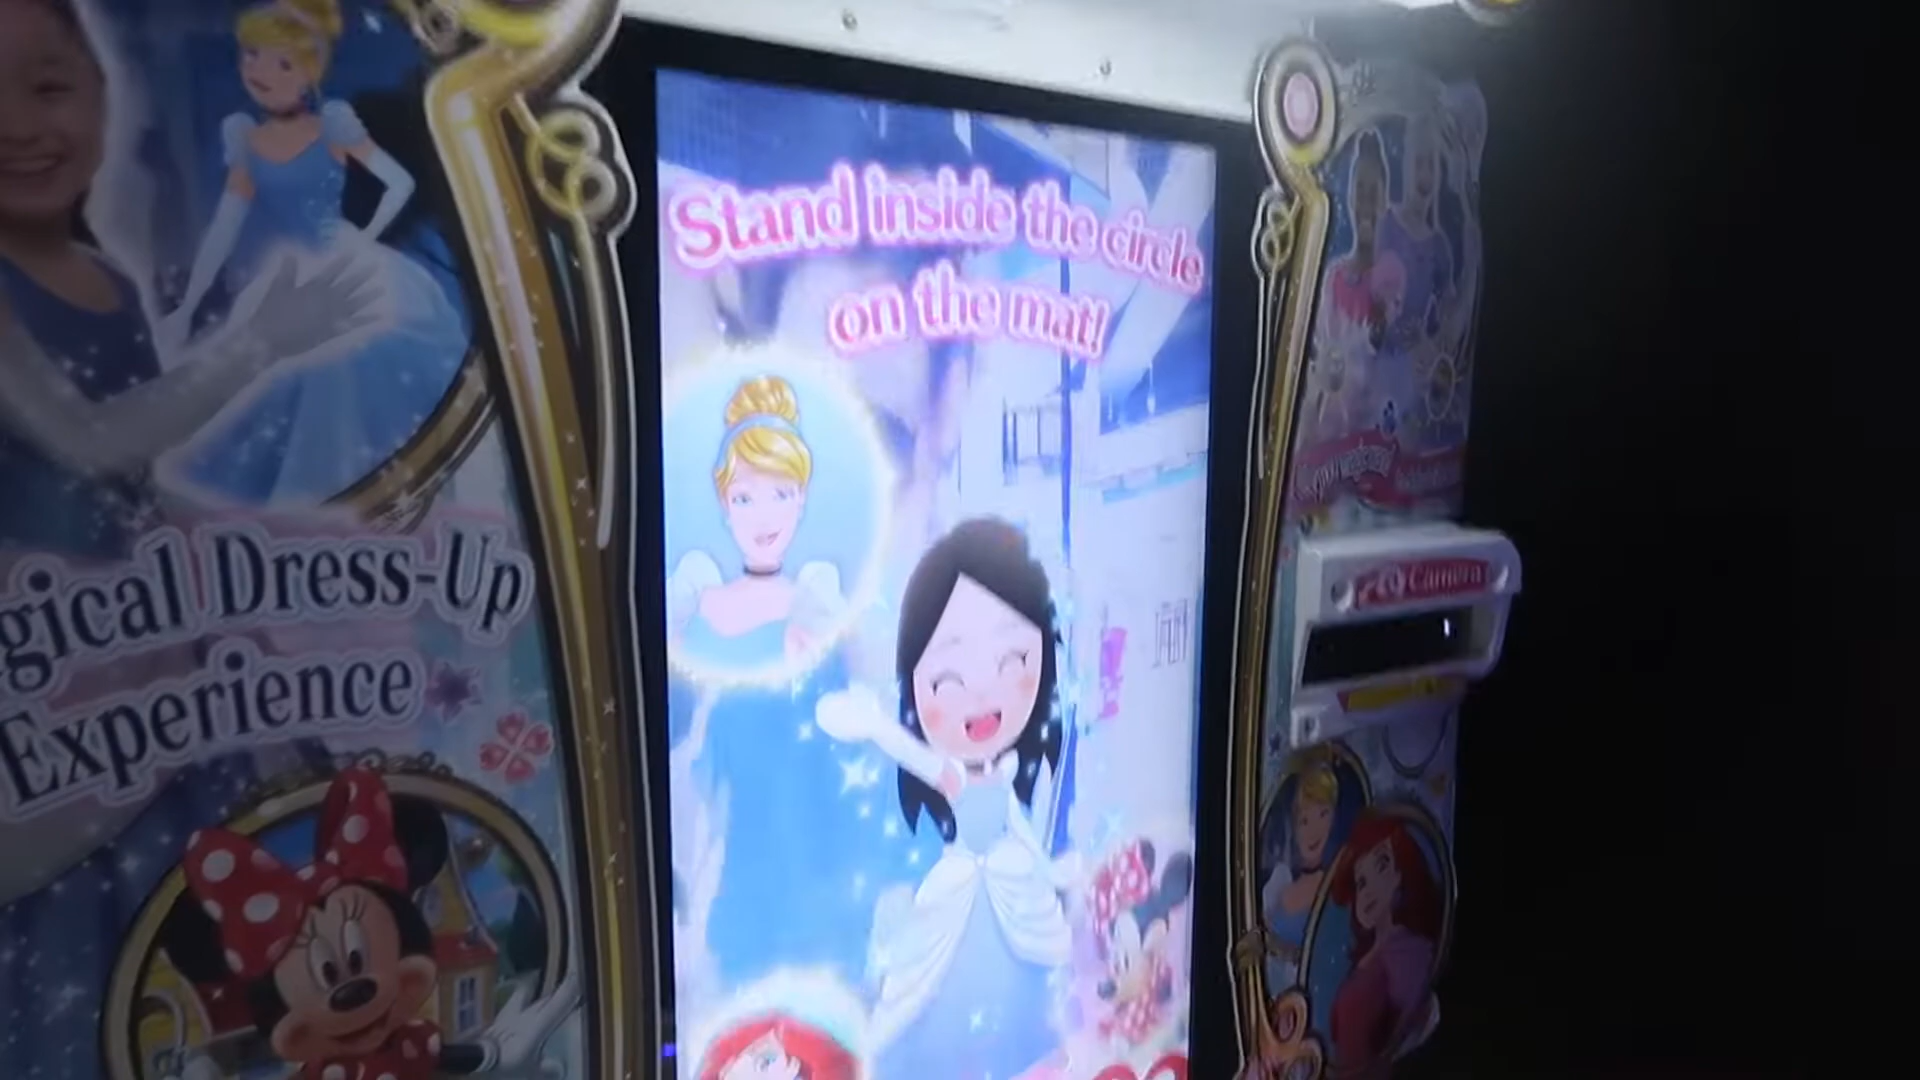 gical Dress-Up
Experience
Stand inside the circle
on the mat!
Camera